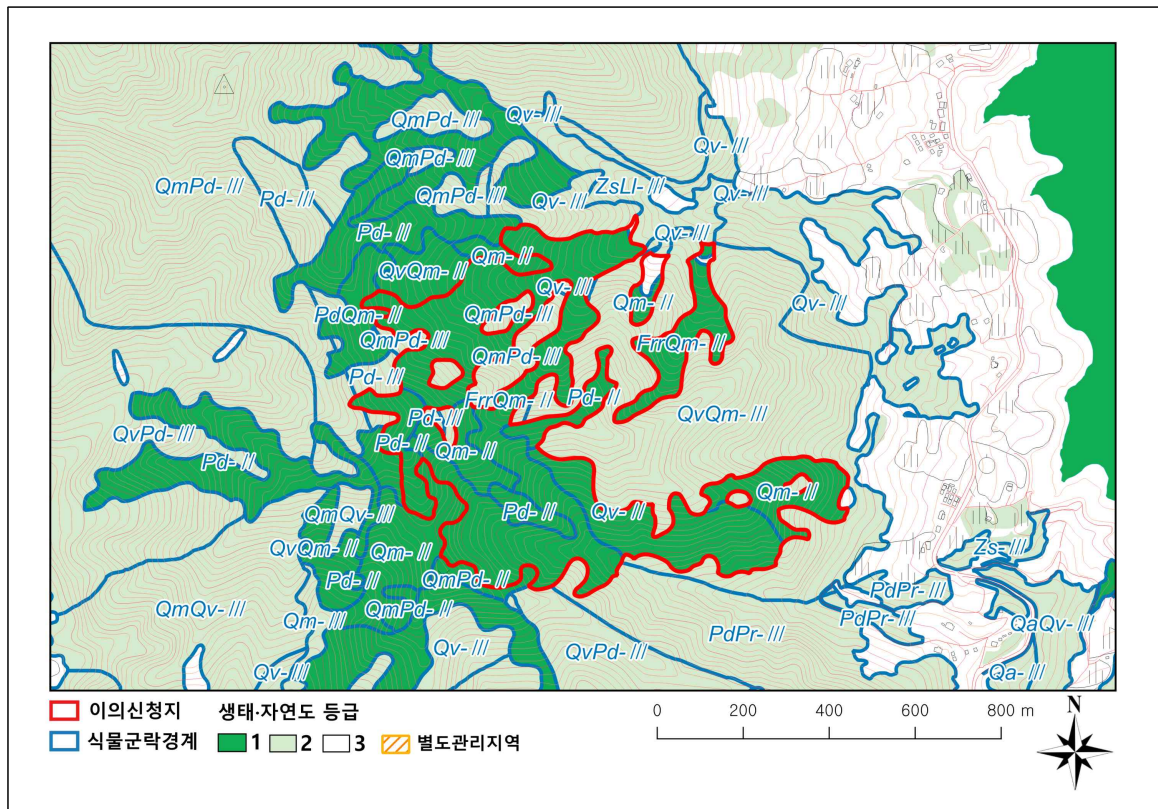 QmPd-III
Qv-III
QmPd-III
Qv-III
QmPd-III
Pd-III
QmPd-III
ZsLl-III
Qv-III
Qv-III
Pd-II
Qm-II
Qv-III
QvQm-II
Qv-III
Qm-II
Qv-III
PdQm-II
QmPd-III
QmPd-III
QmPd-III
FrrQm-II
Pd-III
FrrQm-II
Pd-II
Pd-III
QvQm-III
QvPd-III
Pd-II
Qm-II
Pd-II
Qm-II
QmQv-III
Pd-II
Qv-II
QvQm-II
Qm-II
Zs-III
Pd-II
QmPd-II
PdPr-III
QmQv-III
QmPd-II
PdPr-III
Qm-III
PdPr-III
QaQv-III
Qv-III
QvPd-III
Qv-III
Qa-III
이의신청지 생태·자연도 등급
식물군락경계 1 2 3 별도관리지역
0 200 400 600 800 m
N